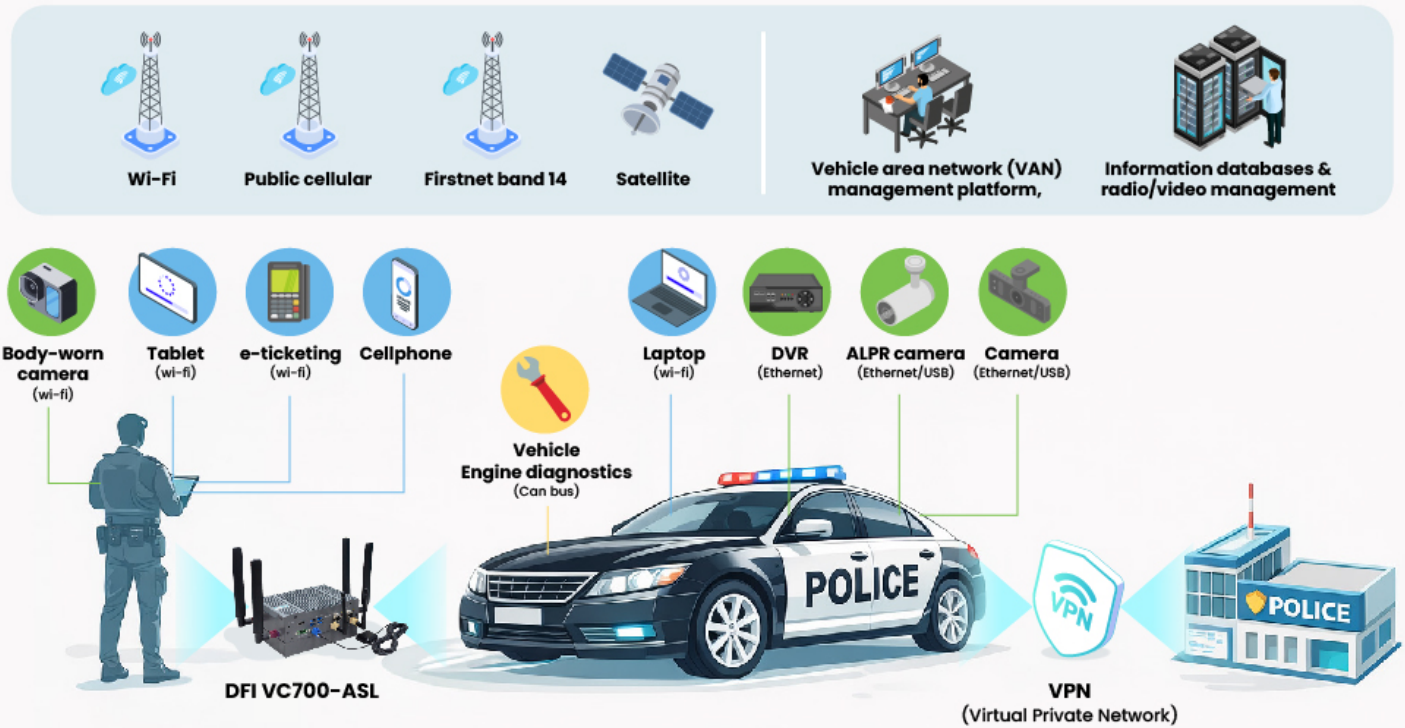 Wi-Fi
Public cellular
Firstnet band 14
Satellite
Vehicle area network (VAN)
management platform,
Information databases &
radio/video management
Body-worn
camera
(wi-fi)
Tablet
(wi-fi)
e-ticketing
(wi-fi)
Cellphone
Laptop
(wi-fi)
DVR
(Ethernet)
ALPR camera
(Ethernet/USB)
Camera
(Ethernet/USB)
Vehicle
Engine diagnostics
(Can bus)
POLICE
VPN
POLICE
DFI VC700-ASL
VPN
(Virtual Private Network)